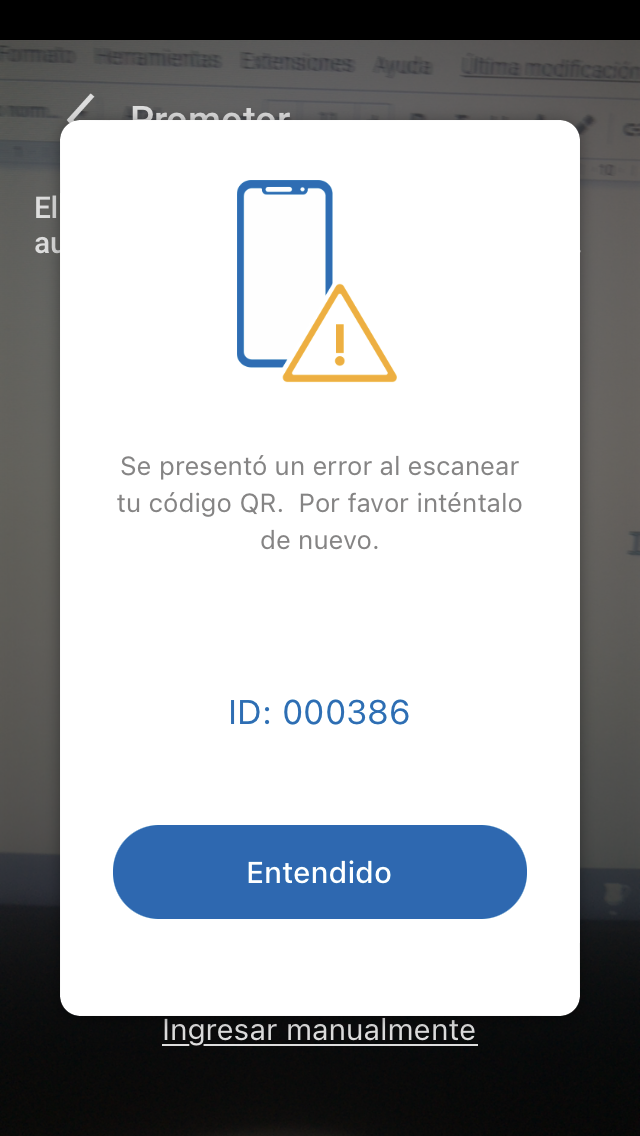 Formato Herramientas Extensiones Ayuda Última modificación
Prometer
El
au
Se presentó un error al escanear
tu código QR.  Por favor inténtalo
de nuevo.
ID: 000386
Entendido
Ingresar manualmente